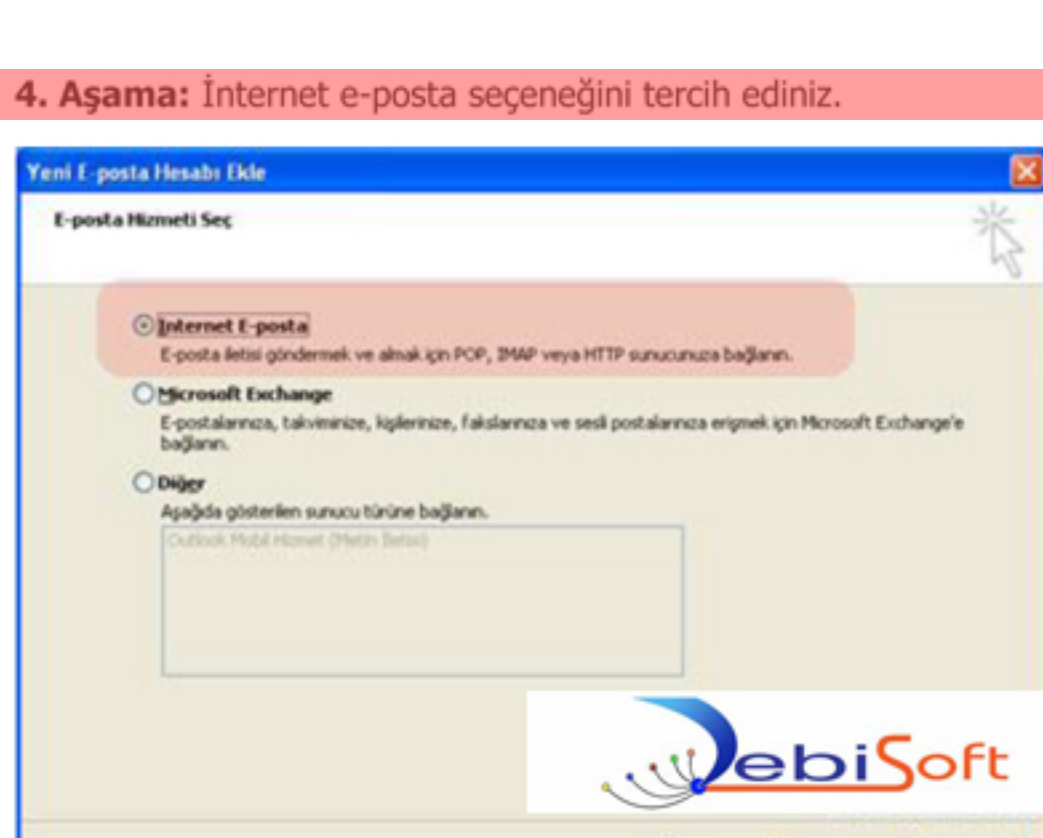 4. Aşama: İnternet e-posta seçeneğini tercih ediniz.
Yeni E-posta Hesabı Ekle
E-posta Hizmeti Seç
Internet E-posta
E-posta iletisi göndermek ve almak için POP, IMAP veya HTTP sunucunuza bağlanın.
Microsoft Exchange
E-postalarınıza, takviminize, kişilerinize, fakslarınıza ve sesli postalarınıza erişmek için Microsoft Exchange'e
bağlanın.
Diğer
Aşağıda gösterilen sunucu türüne bağlanın.
Outlook Mobil Hizmet (Metin İletisi)
DebiSoft